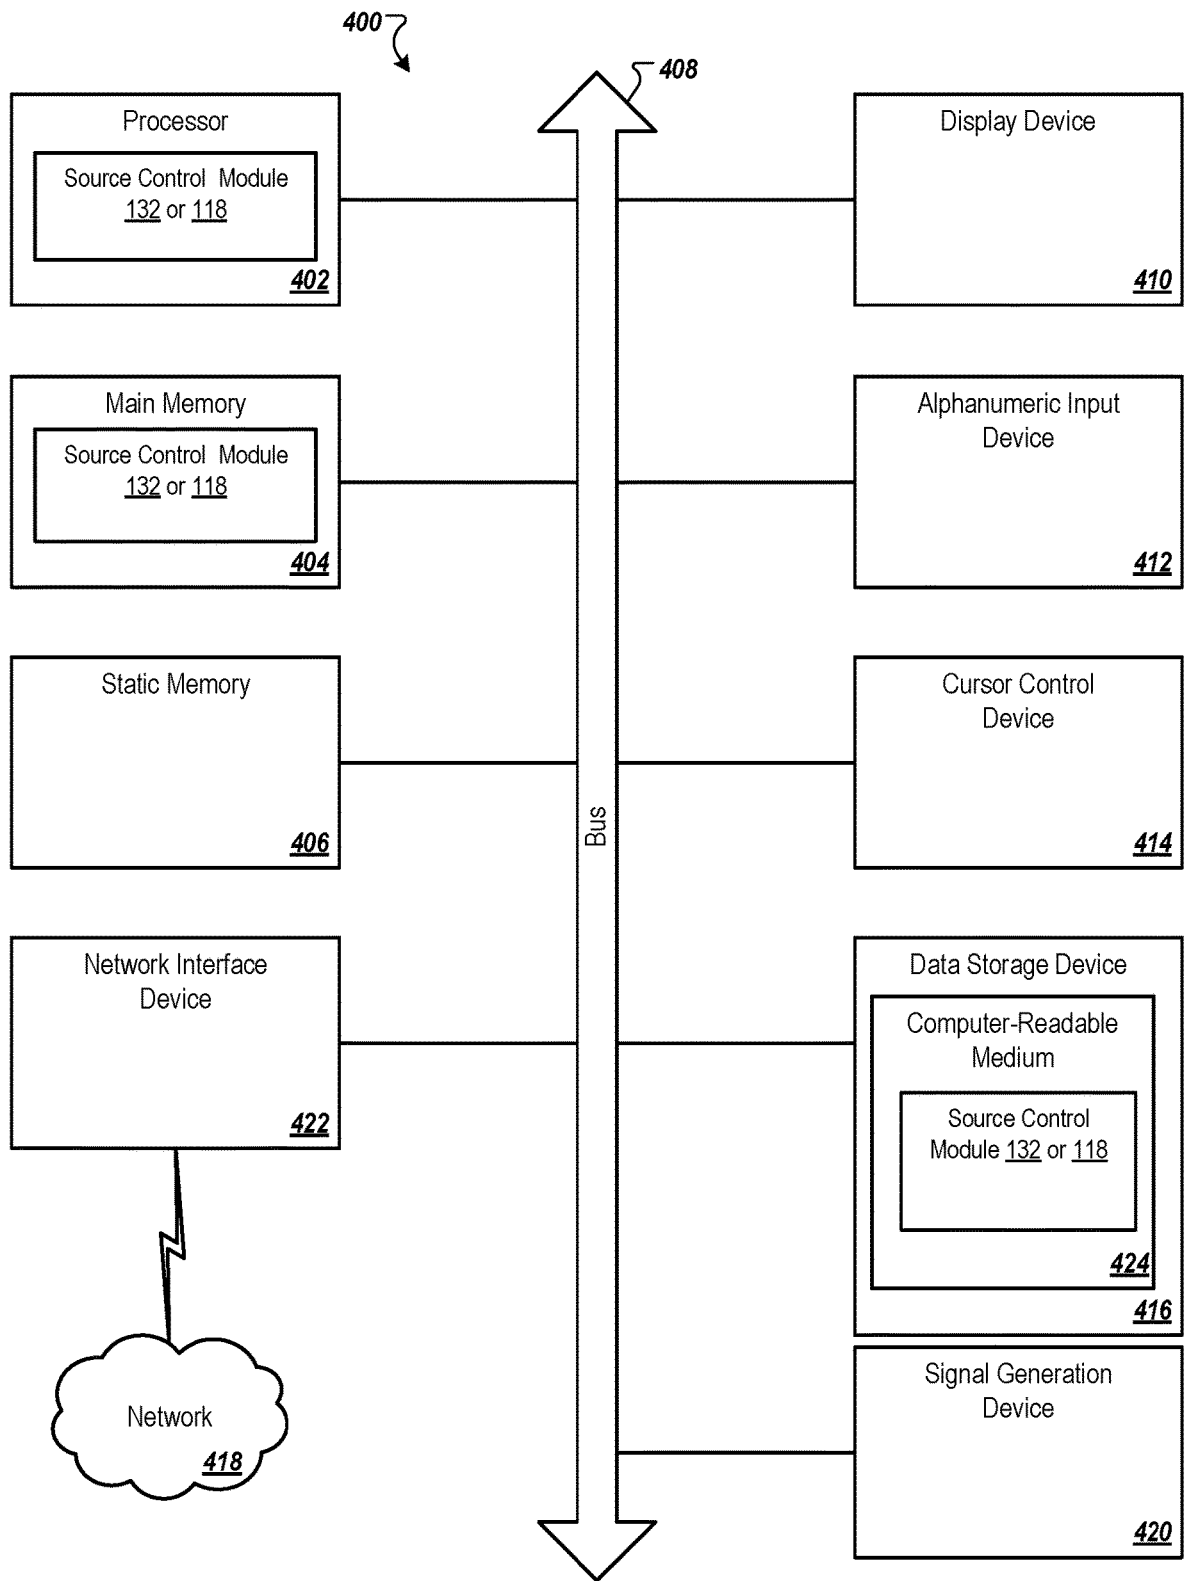 400
408
Processor
Source Control Module
132 or 118
402
Display Device
410
Main Memory
Source Control Module
132 or 118
404
Alphanumeric Input
Device
412
Static Memory
406
Cursor Control
Device
414
Bus
Network Interface
Device
422
Data Storage Device
Computer-Readable
Medium
Source Control
Module 132 or 118
424
416
Network
418
Signal Generation
Device
420